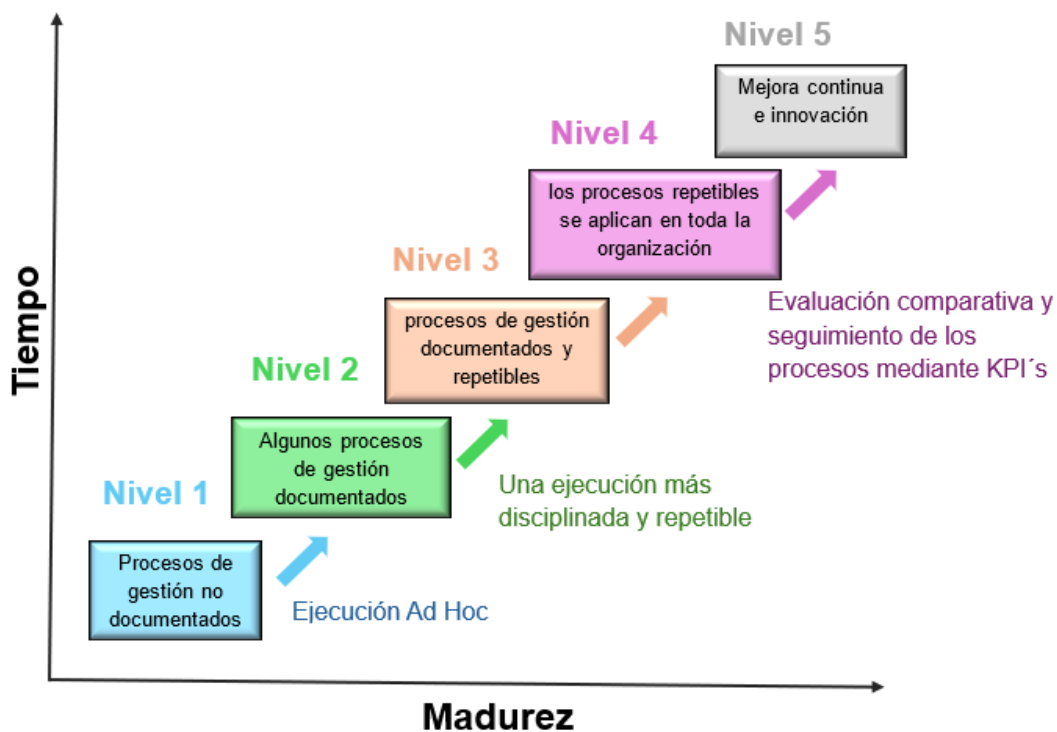 Nivel 5
Mejora continua
e innovación
Nivel 4
los procesos repetibles
se aplican en toda la
organización
Nivel 3
procesos de gestión
documentados y
repetibles
Evaluación comparativa y
seguimiento de los
procesos mediante KPI´s
Nivel 2
Algunos procesos
de gestión
documentados
Una ejecución más
disciplinada y repetible
Nivel 1
Procesos de
gestión no
documentados
Ejecución Ad Hoc
Tiempo
Madurez